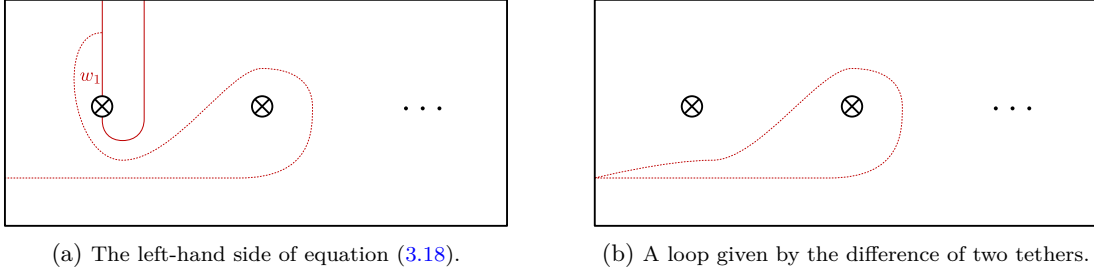 w₁
(a) The left-hand side of equation (3.18).
(b) A loop given by the difference of two tethers.